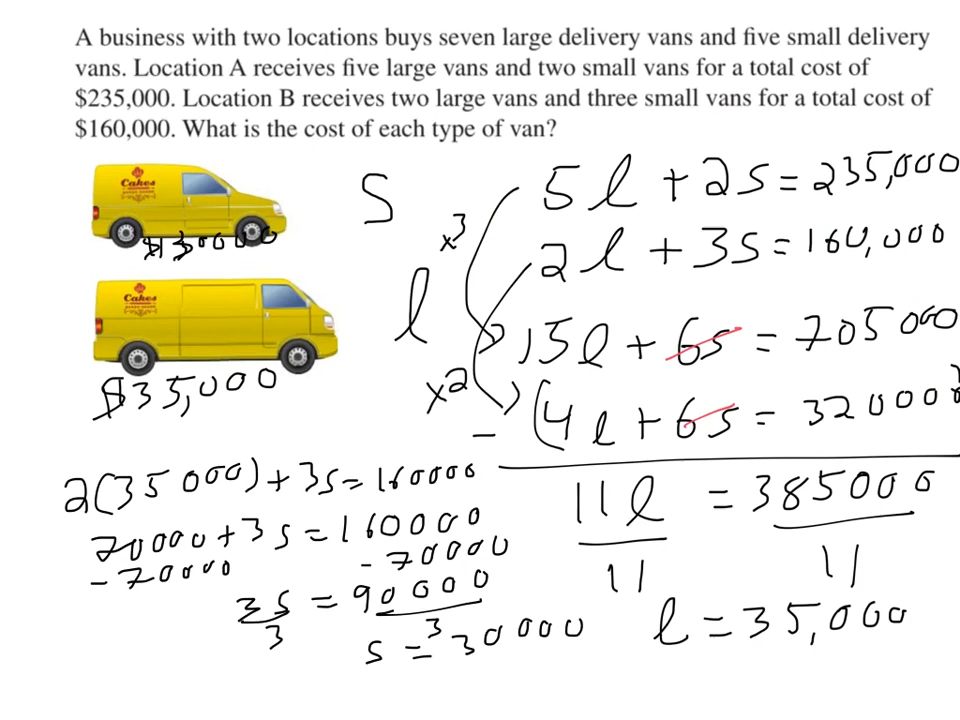 A business with two locations buys seven large delivery vans and five small delivery
vans. Location A receives five large vans and two small vans for a total cost of
$235,000. Location B receives two large vans and three small vans for a total cost of
$160,000. What is the cost of each type of van?
Cakes
$30000
S
5l + 2s = 235,000
x3
2l + 3s = 160,000
Cakes
l
15l + 6s = 705000
$35,000
x2
- (4l + 6s = 320000)
2(35000) + 3s = 160000
11l = 385000
11 11
70000 + 3s = 160000
- 70000 - 70000
3s = 90000
3 3
s = 30000
l = 35,000